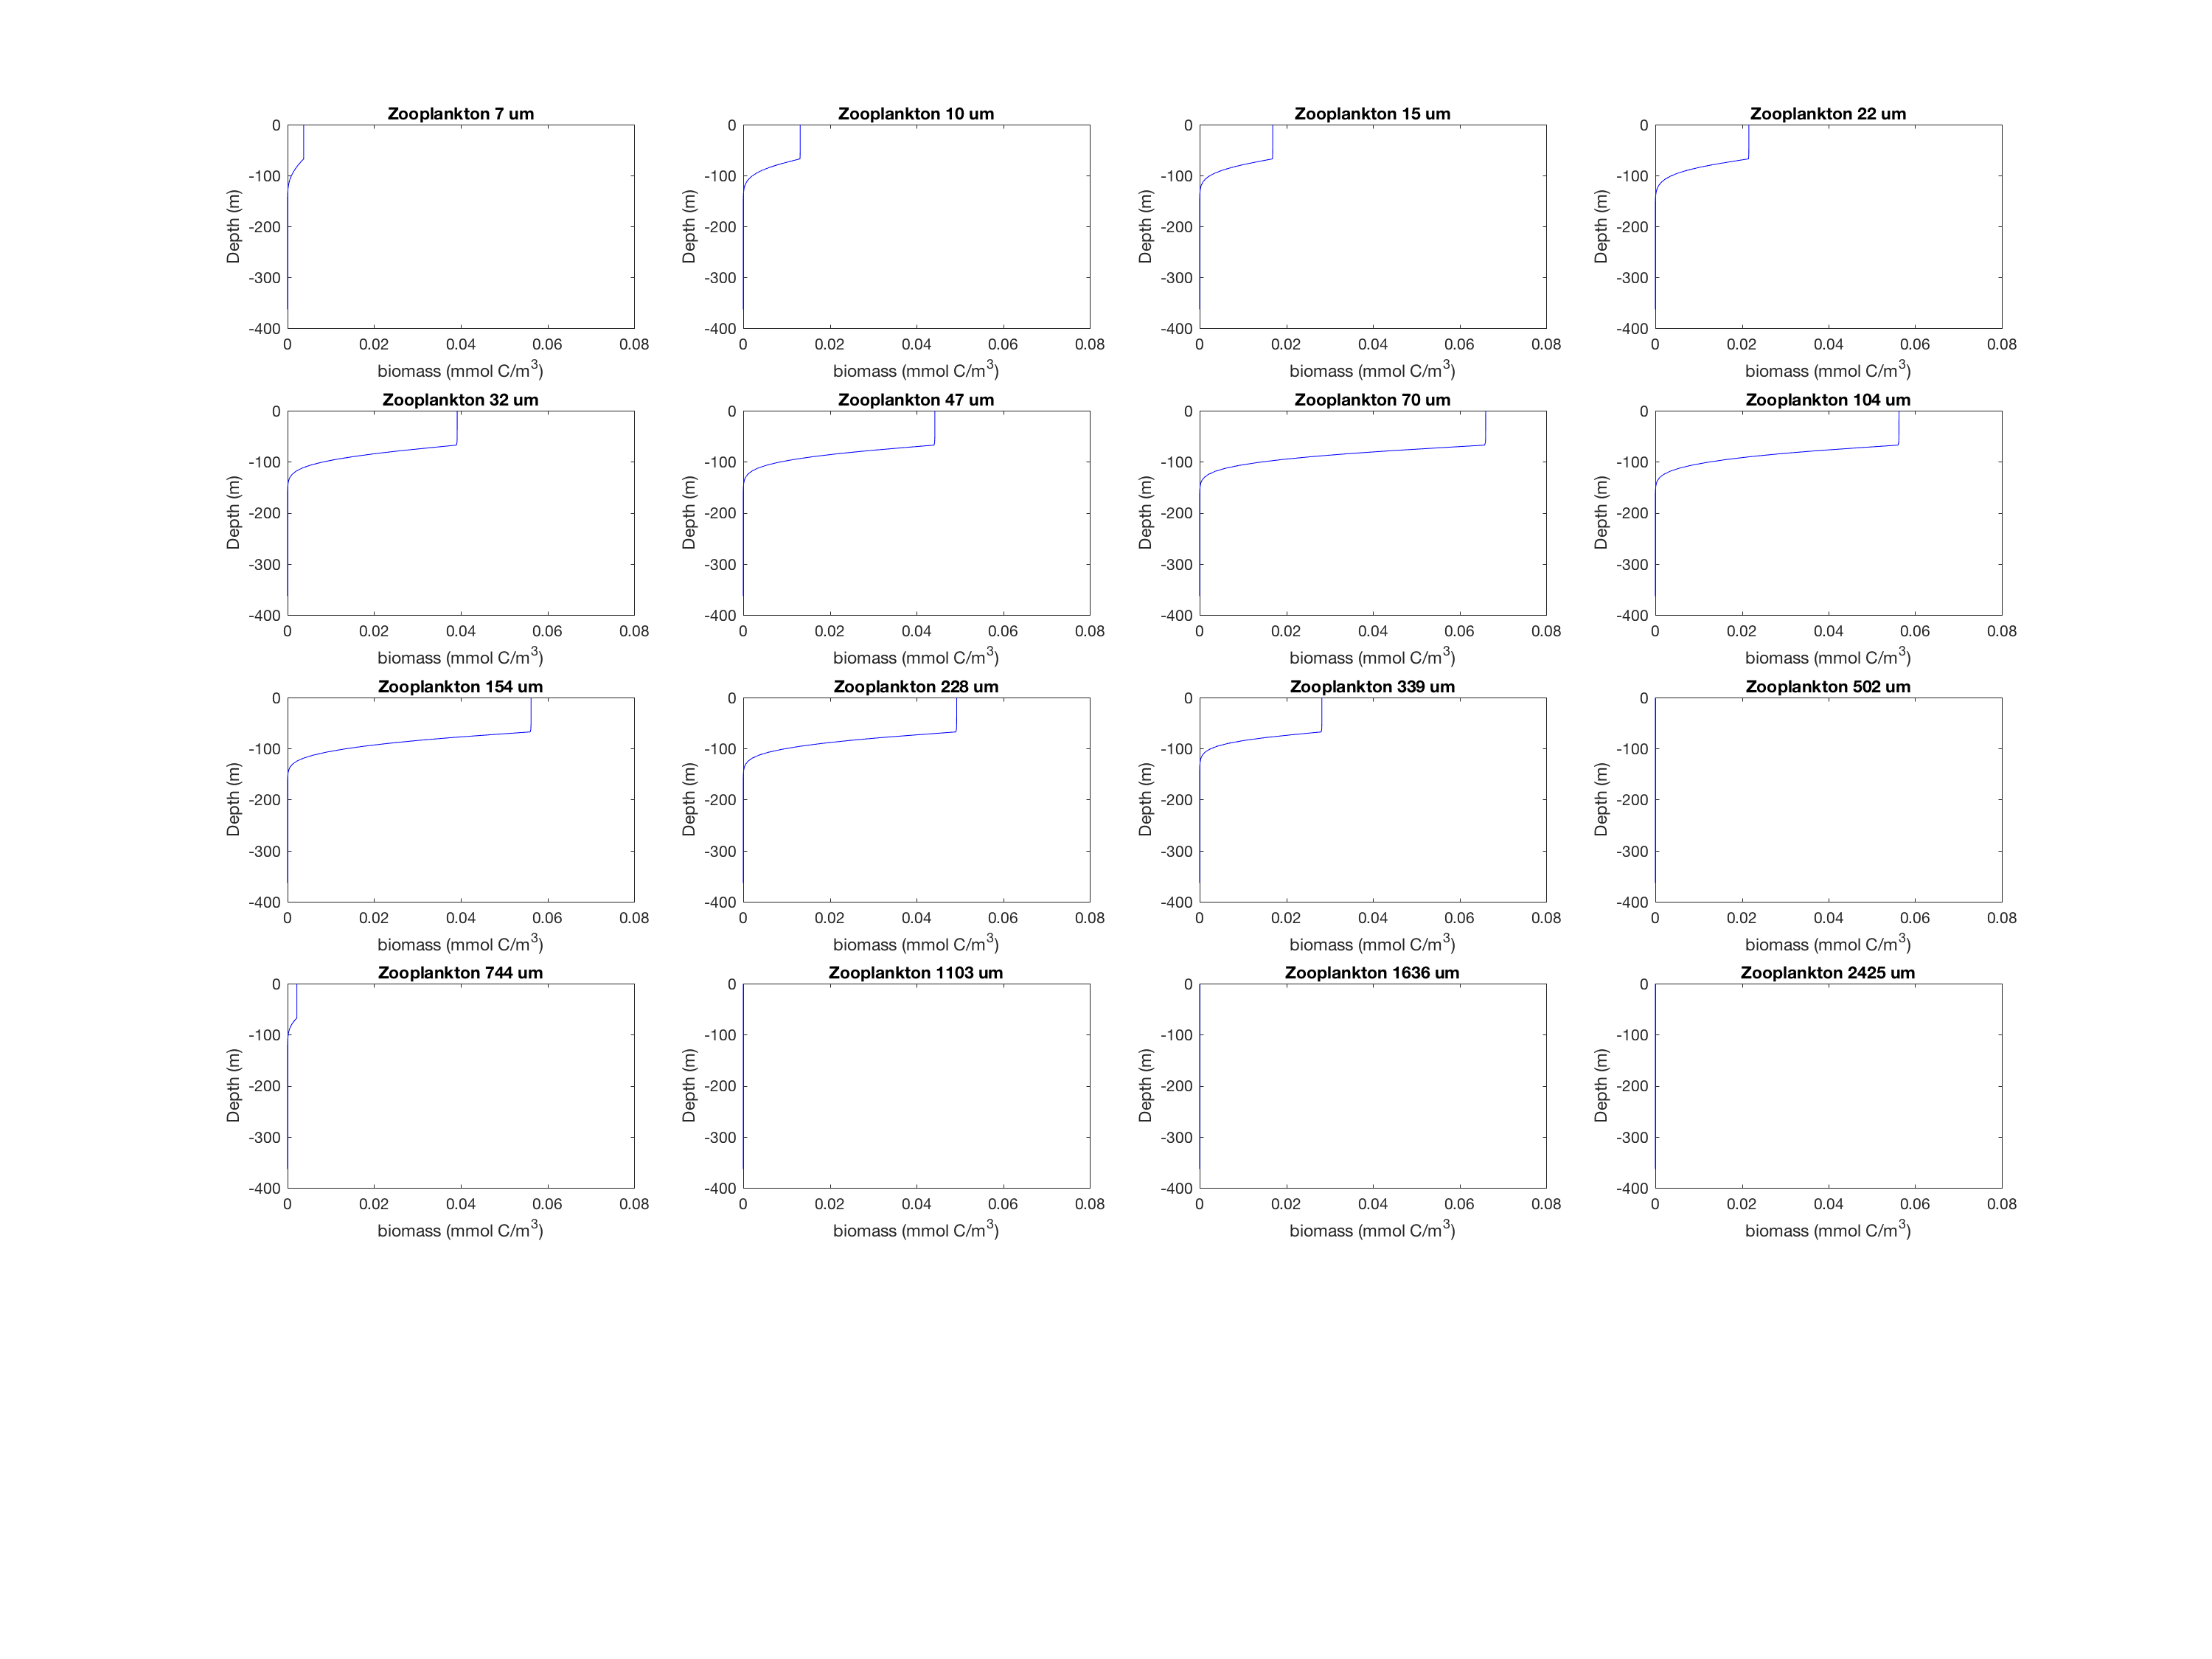 Zooplankton 7 um
0
-100
-200
-300
-400
Depth (m)
0 0.02 0.04 0.06 0.08
biomass (mmol C/m³)
Zooplankton 10 um
0
-100
-200
-300
-400
Depth (m)
0 0.02 0.04 0.06 0.08
biomass (mmol C/m³)
Zooplankton 15 um
0
-100
-200
-300
-400
Depth (m)
0 0.02 0.04 0.06 0.08
biomass (mmol C/m³)
Zooplankton 22 um
0
-100
-200
-300
-400
Depth (m)
0 0.02 0.04 0.06 0.08
biomass (mmol C/m³)
Zooplankton 32 um
0
-100
-200
-300
-400
Depth (m)
0 0.02 0.04 0.06 0.08
biomass (mmol C/m³)
Zooplankton 47 um
0
-100
-200
-300
-400
Depth (m)
0 0.02 0.04 0.06 0.08
biomass (mmol C/m³)
Zooplankton 70 um
0
-100
-200
-300
-400
Depth (m)
0 0.02 0.04 0.06 0.08
biomass (mmol C/m³)
Zooplankton 104 um
0
-100
-200
-300
-400
Depth (m)
0 0.02 0.04 0.06 0.08
biomass (mmol C/m³)
Zooplankton 154 um
0
-100
-200
-300
-400
Depth (m)
0 0.02 0.04 0.06 0.08
biomass (mmol C/m³)
Zooplankton 228 um
0
-100
-200
-300
-400
Depth (m)
0 0.02 0.04 0.06 0.08
biomass (mmol C/m³)
Zooplankton 339 um
0
-100
-200
-300
-400
Depth (m)
0 0.02 0.04 0.06 0.08
biomass (mmol C/m³)
Zooplankton 502 um
0
-100
-200
-300
-400
Depth (m)
0 0.02 0.04 0.06 0.08
biomass (mmol C/m³)
Zooplankton 744 um
0
-100
-200
-300
-400
Depth (m)
0 0.02 0.04 0.06 0.08
biomass (mmol C/m³)
Zooplankton 1103 um
0
-100
-200
-300
-400
Depth (m)
0 0.02 0.04 0.06 0.08
biomass (mmol C/m³)
Zooplankton 1636 um
0
-100
-200
-300
-400
Depth (m)
0 0.02 0.04 0.06 0.08
biomass (mmol C/m³)
Zooplankton 2425 um
0
-100
-200
-300
-400
Depth (m)
0 0.02 0.04 0.06 0.08
biomass (mmol C/m³)